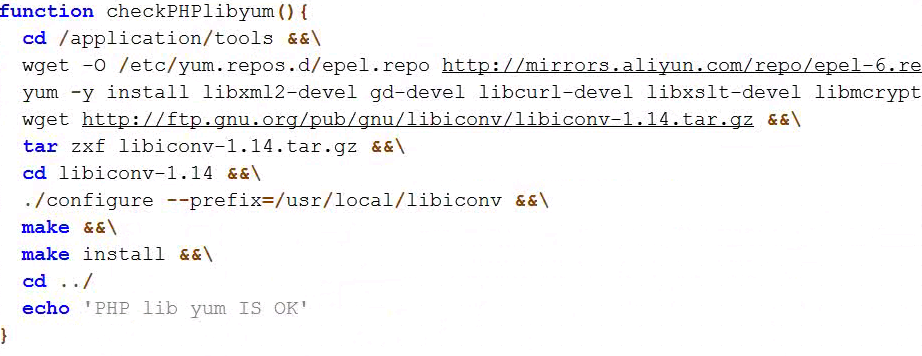 function checkPHPlibyum(){
cd /application/tools &&\
wget -O /etc/yum.repos.d/epel.repo http://mirrors.aliyun.com/repo/epel-6.re
yum -y install libxml2-devel gd-devel libcurl-devel libxslt-devel libmcrypt
wget http://ftp.gnu.org/pub/gnu/libiconv/libiconv-1.14.tar.gz &&\
tar zxf libiconv-1.14.tar.gz &&\
cd libiconv-1.14 &&\
./configure --prefix=/usr/local/libiconv &&\
make &&\
make install &&\
cd ../
echo 'PHP lib yum IS OK'
}